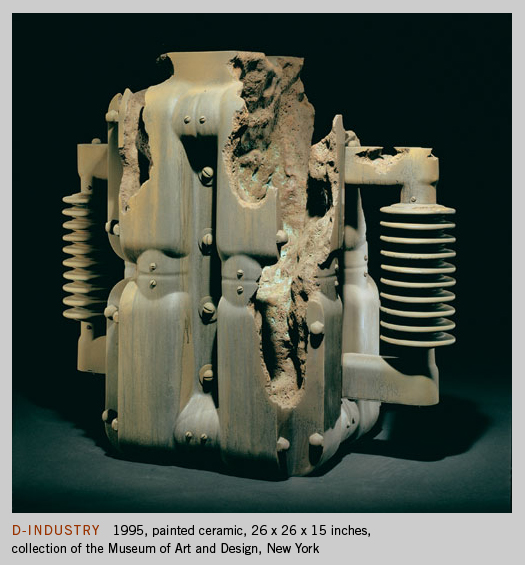 D-INDUSTRY 1995, painted ceramic, 26 x 26 x 15 inches,
collection of the Museum of Art and Design, New York